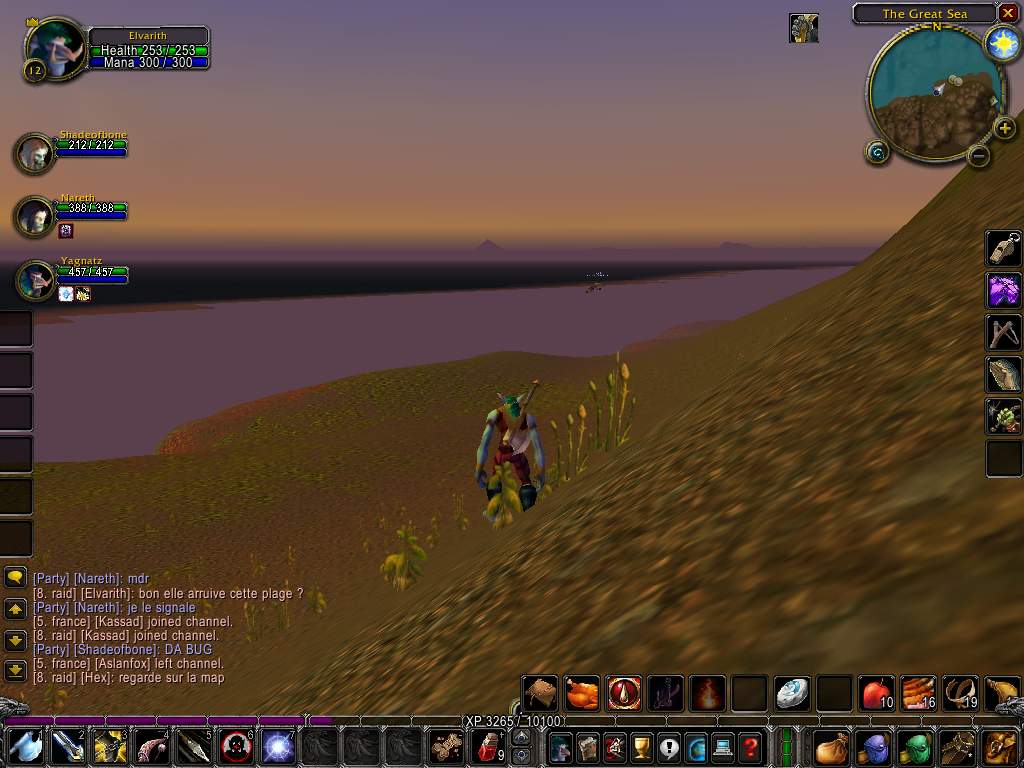 The Great Sea
N
Elvarith
Health 253 / 253
Mana 300 / 300
12
Shadeofbone
212 / 212
Nareth
388 / 388
Yagnatz
457 / 457
[Party] [Nareth]: mdr
[8. raid] [Elvarith]: bon elle arruive cette plage ?
[Party] [Nareth]: je le signale
[5. france] [Kassad] joined channel.
[8. raid] [Kassad] joined channel.
[Party] [Shadeofbone]: DA BUG
[5. france] [Aslanfox] left channel.
[8. raid] [Hex]: regarde sur la map
10 16 19
XP 3265 / 10100
2 3 4 5 6 7 9